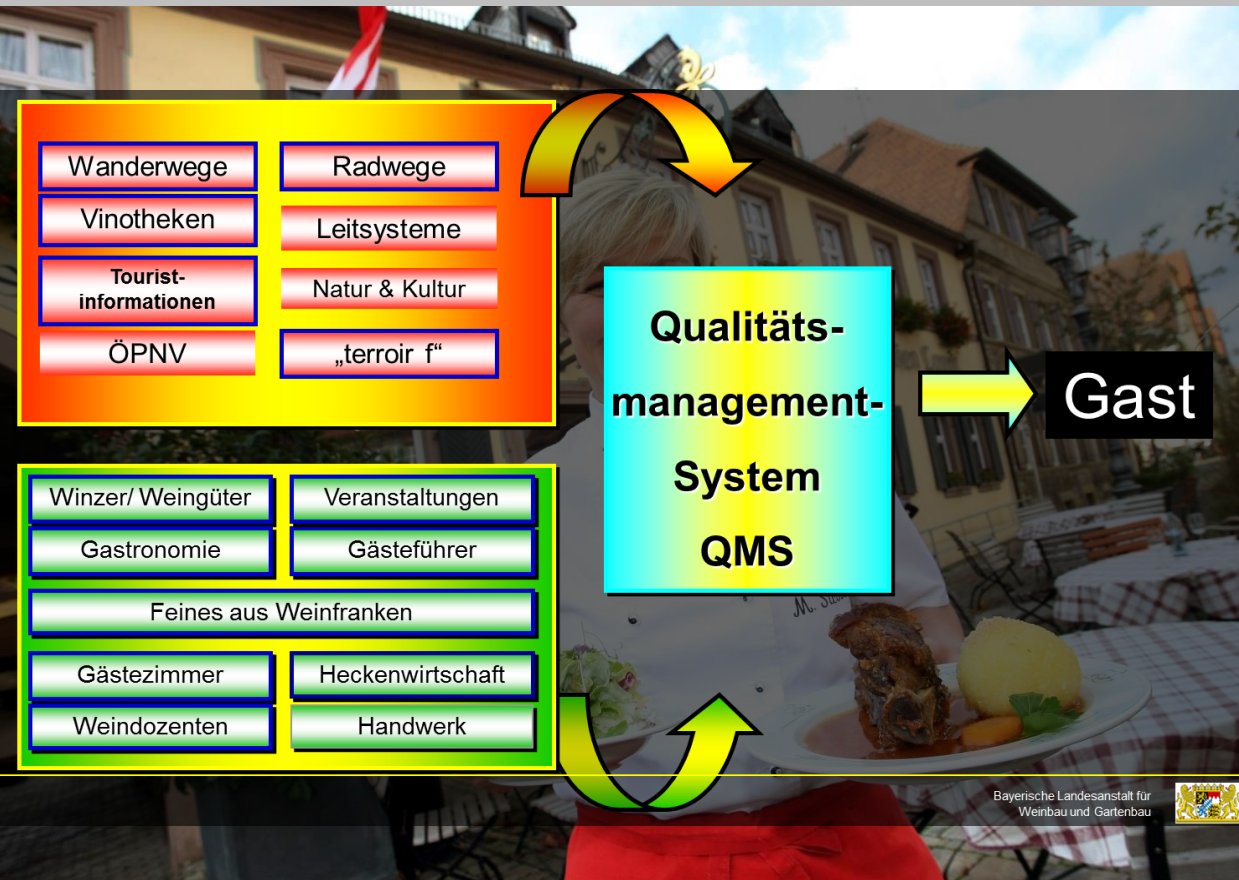 Wanderwege
Radwege
Vinotheken
Leitsysteme
Tourist-
informationen
Natur & Kultur
ÖPNV
„terroir f“
Winzer/ Weingüter
Veranstaltungen
Gastronomie
Gästeführer
Feines aus Weinfranken
Gästezimmer
Heckenwirtschaft
Weindozenten
Handwerk
Qualitäts-
management-
System
QMS
Gast
Bayerische Landesanstalt für
Weinbau und Gartenbau